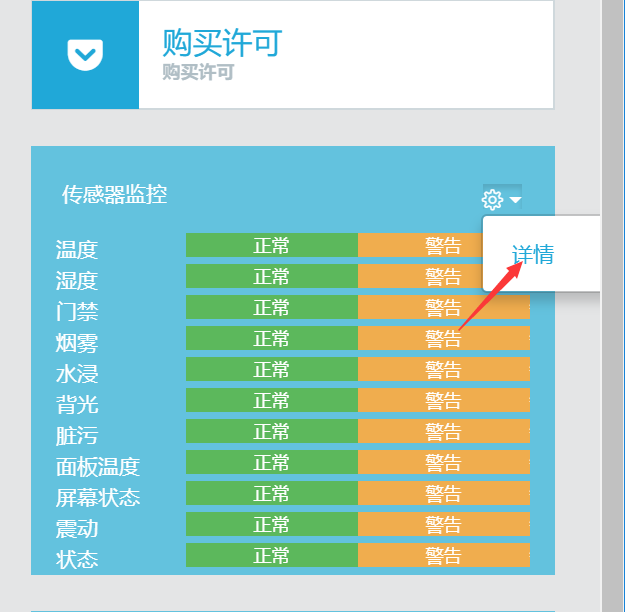 购买许可
购买许可
传感器监控
详情
温度 正常 警告
湿度 正常 警告
门禁 正常 警告
烟雾 正常 警告
水浸 正常 警告
背光 正常 警告
脏污 正常 警告
面板温度 正常 警告
屏幕状态 正常 警告
震动 正常 警告
状态 正常 警告